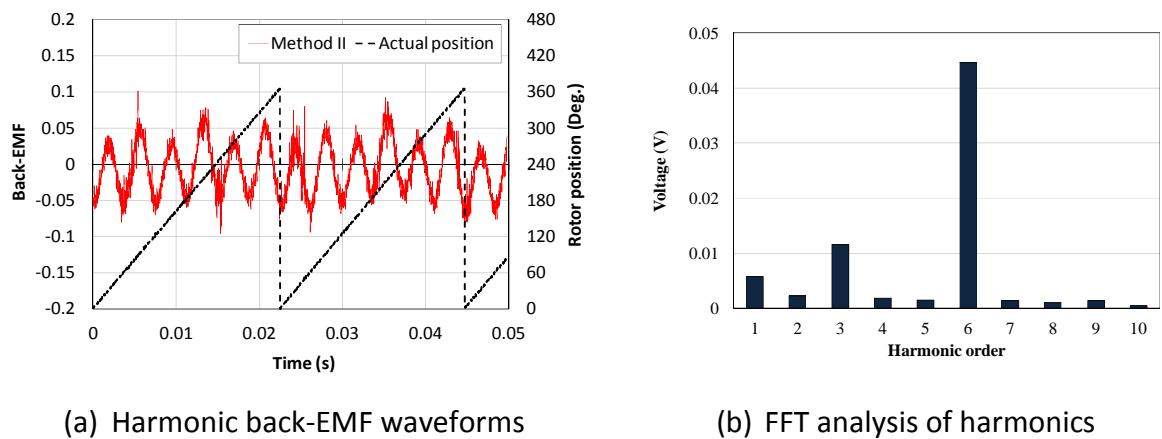 Method II
Actual position
0.2
0.15
0.1
0.05
0
-0.05
-0.1
-0.15
-0.2
Back-EMF
480
420
360
300
240
180
120
60
0
Rotor position (Deg.)
0 0.01 0.02 0.03 0.04 0.05
Time (s)
(a) Harmonic back-EMF waveforms
0.05
0.04
0.03
0.02
0.01
0
Voltage (V)
1 2 3 4 5 6 7 8 9 10
Harmonic order
(b) FFT analysis of harmonics